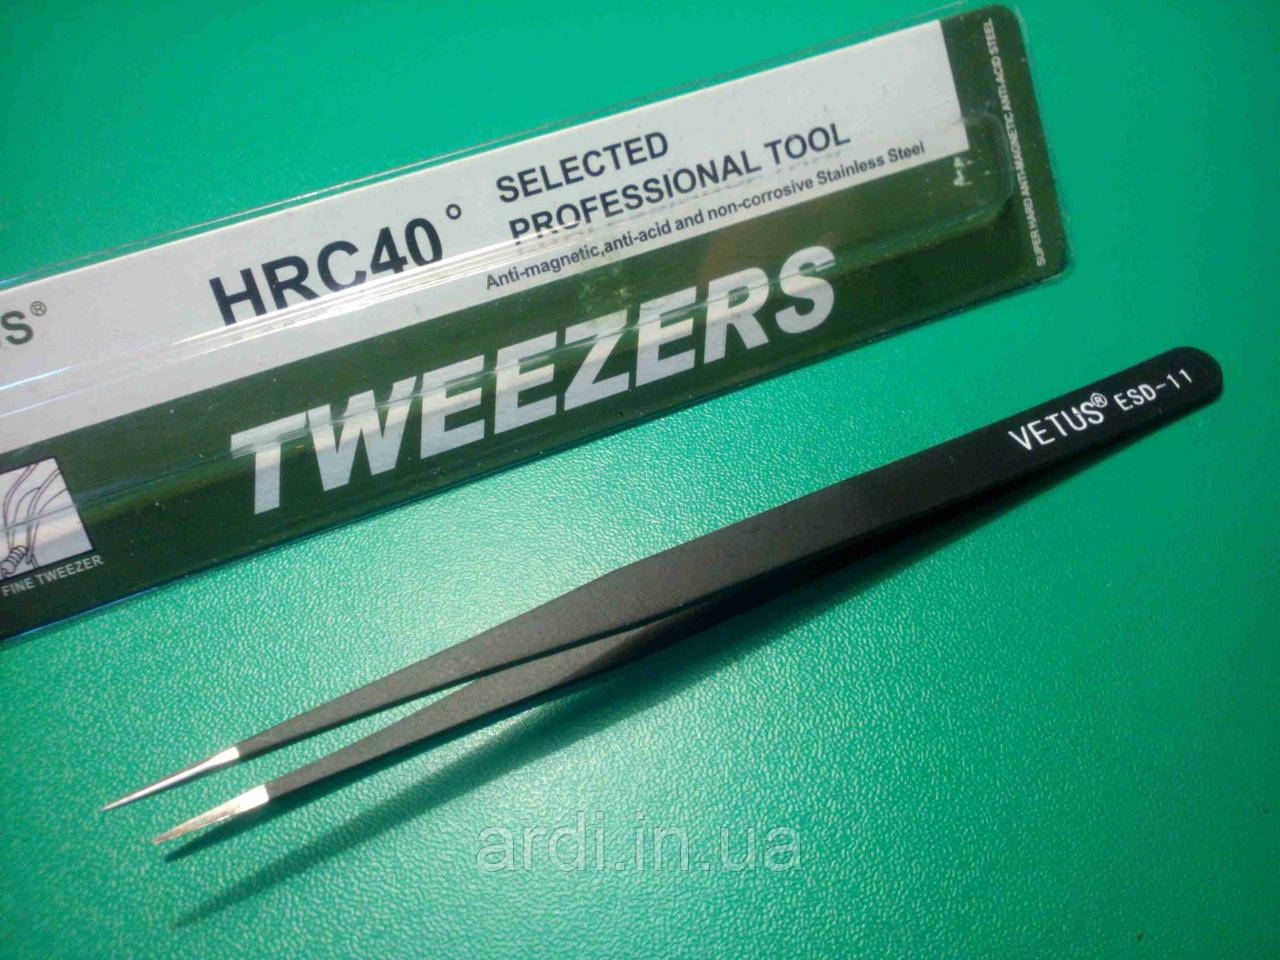 US®
HRC40°
SELECTED
PROFESSIONAL TOOL
Anti-magnetic,anti-acid and non-corrosive Stainless Steel
TWEEZERS
SUPER HARD ANTI-MAGNETIC ANTI-ACID STEEL
FINE TWEEZER
VETUS® ESD-11
ardi.in.ua